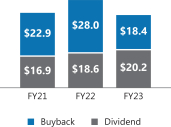 $22.9 $28.0 $18.4
$16.9 $18.6 $20.2
FY21 FY22 FY23
Buyback Dividend